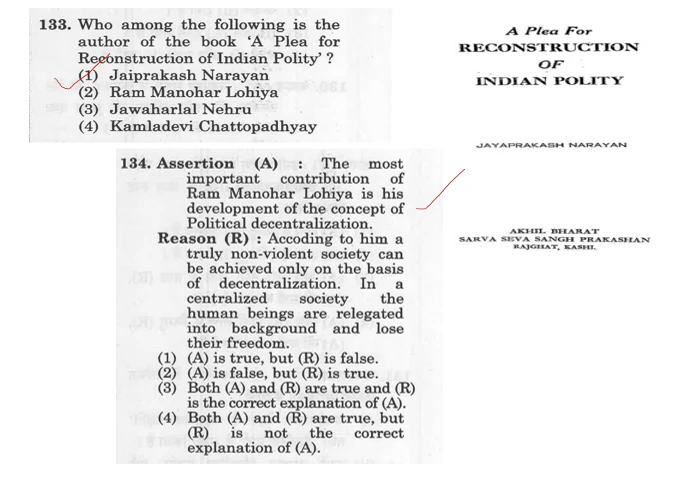 133. Who among the following is the
author of the book ‘A Plea for
Reconstruction of Indian Polity’ ?
(1) Jaiprakash Narayan
(2) Ram Manohar Lohiya
(3) Jawaharlal Nehru
(4) Kamladevi Chattopadhyay
134. Assertion (A) : The most
important contribution of
Ram Manohar Lohiya is his
development of the concept of
Political decentralization.
Reason (R) : Accoding to him a
truly non-violent society can
be achieved only on the basis
of decentralization. In a
centralized society the
human beings are relegated
into background and lose
their freedom.
(1) (A) is true, but (R) is false.
(2) (A) is false, but (R) is true.
(3) Both (A) and (R) are true and (R)
is the correct explanation of (A).
(4) Both (A) and (R) are true, but
(R) is not the correct
explanation of (A).
A Plea For
RECONSTRUCTION
OF
INDIAN POLITY
JAYAPRAKASH NARAYAN
AKHIL BHARAT
SARVA SEVA SANGH PRAKASHAN
RAJGHAT, KASHI.